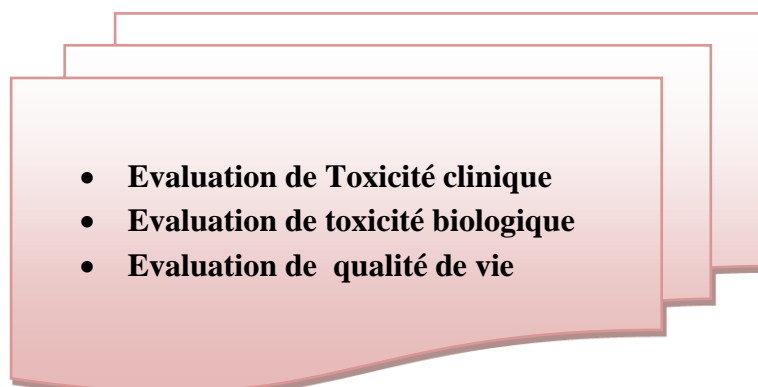 • Evaluation de Toxicité clinique
• Evaluation de toxicité biologique
• Evaluation de  qualité de vie